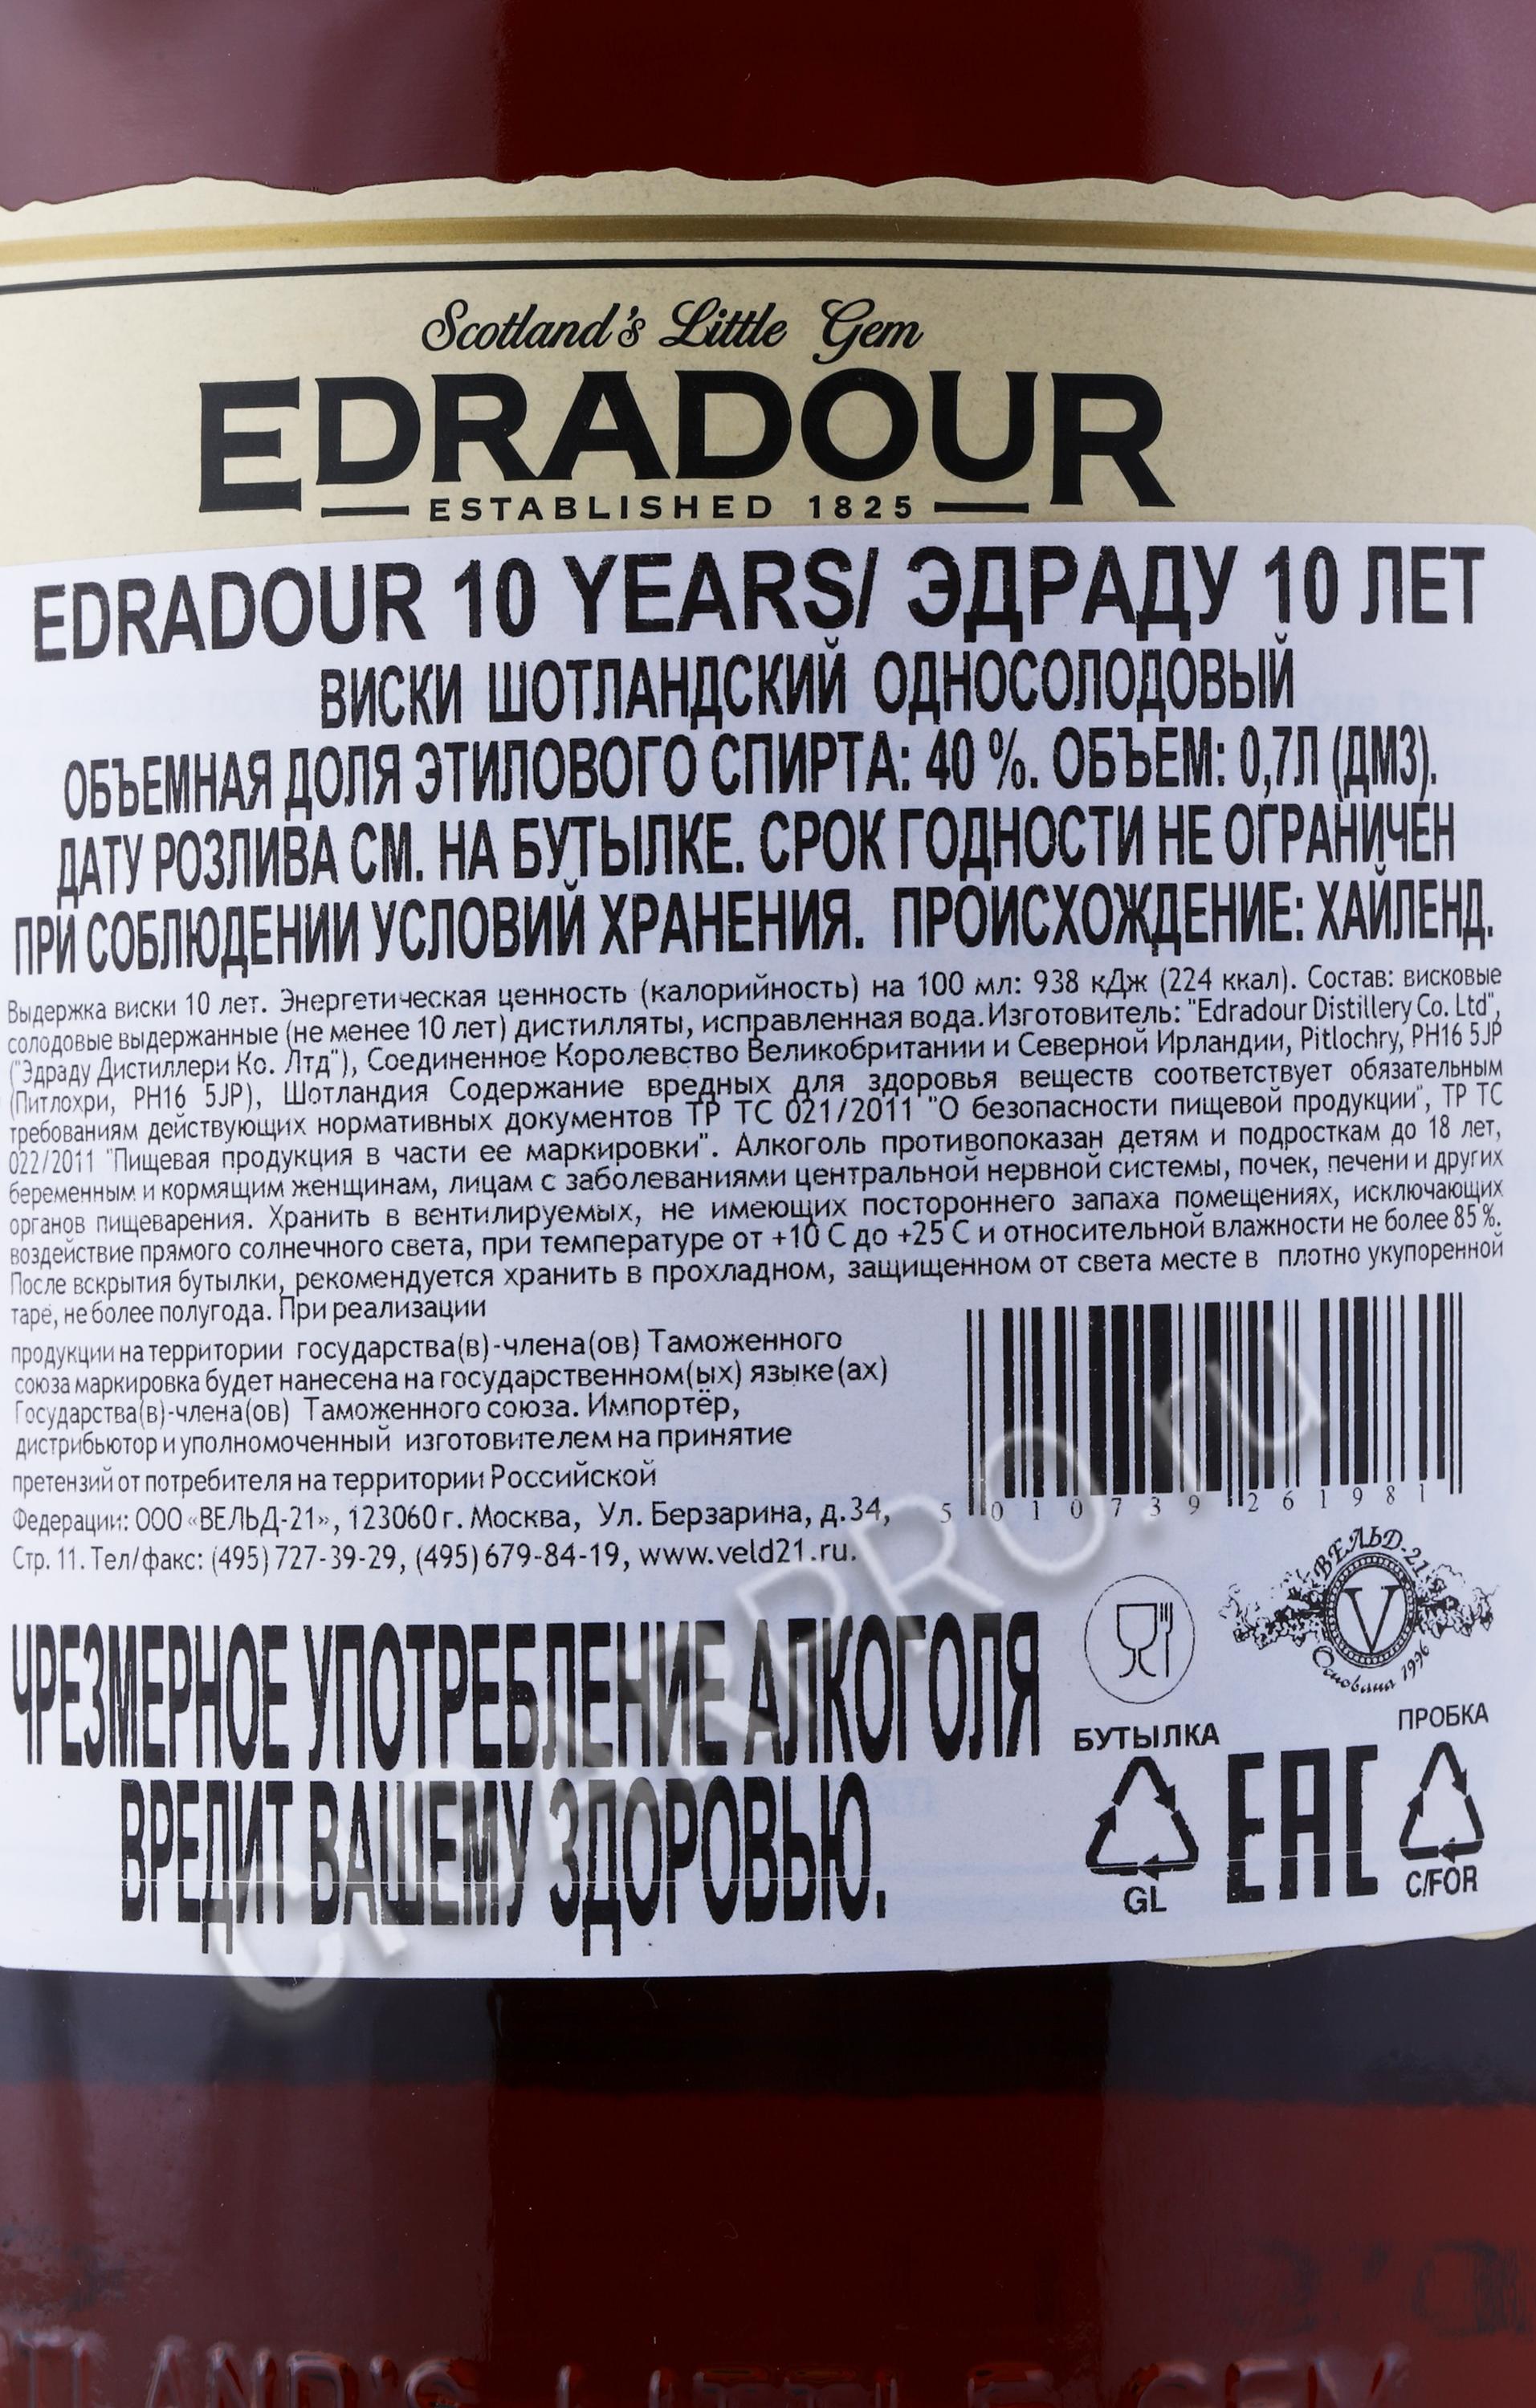 Scotland's Little Gem
EDRADOUR
ESTABLISHED 1825
EDRADOUR 10 YEARS/ ЭДРАДУ 10 ЛЕТ
ВИСКИ ШОТЛАНДСКИЙ ОДНОСОЛОДОВЫЙ
ОБЪЕМНАЯ ДОЛЯ ЭТИЛОВОГО СПИРТА: 40 %. ОБЪЕМ: 0,7Л (ДМ3).
ДАТУ РОЗЛИВА СМ. НА БУТЫЛКЕ. СРОК ГОДНОСТИ НЕ ОГРАНИЧЕН
ПРИ СОБЛЮДЕНИИ УСЛОВИЙ ХРАНЕНИЯ. ПРОИСХОЖДЕНИЕ: ХАЙЛЕНД.
Выдержка виски 10 лет. Энергетическая ценность (калорийность) на 100 мл: 938 кДж (224 ккал). Состав: висковые
солодовые выдержанные (не менее 10 лет) дистилляты, исправленная вода. Изготовитель: "Edradour Distillery Co. Ltd",
("Эдраду Дистиллери Ко. Лтд"), Соединенное Королевство Великобритании и Северной Ирландии, Pitlochry, PH16 5JP
(Питлохри, PH16 5JP), Шотландия Содержание вредных для здоровья веществ соответствует обязательным
требованиям действующих нормативных документов ТР ТС 021/2011 "О безопасности пищевой продукции", ТР ТС
022/2011 "Пищевая продукция в части ее маркировки". Алкоголь противопоказан детям и подросткам до 18 лет,
беременным и кормящим женщинам, лицам с заболеваниями центральной нервной системы, почек, печени и других
органов пищеварения. Хранить в вентилируемых, не имеющих постороннего запаха помещениях, исключающих
воздействие прямого солнечного света, при температуре от +10 С до +25 С и относительной влажности не более 85 %.
После вскрытия бутылки, рекомендуется хранить в прохладном, защищенном от света месте в плотно укупоренной
таре, не более полугода. При реализации
продукции на территории государства(в)-члена(ов) Таможенного
союза маркировка будет нанесена на государственном(ых) языке(ах)
Государства(в)-члена(ов) Таможенного союза. Импортёр,
дистрибьютор и уполномоченный изготовителем на принятие
претензий от потребителя на территории Российской
Федерации: ООО «ВЕЛЬД-21», 123060 г. Москва, Ул. Берзарина, д.34,
Стр. 11. Тел/факс: (495) 727-39-29, (495) 679-84-19, www.veld21.ru.
5 010739 261981
ВЕЛЬД-21
V
Основана 1996
ЧРЕЗМЕРНОЕ УПОТРЕБЛЕНИЕ АЛКОГОЛЯ
ВРЕДИТ ВАШЕМУ ЗДОРОВЬЮ.
БУТЫЛКА
GL
EAC
ПРОБКА
C/FOR
CIGARPRO.ru
TLAND'S LITTLE GEM